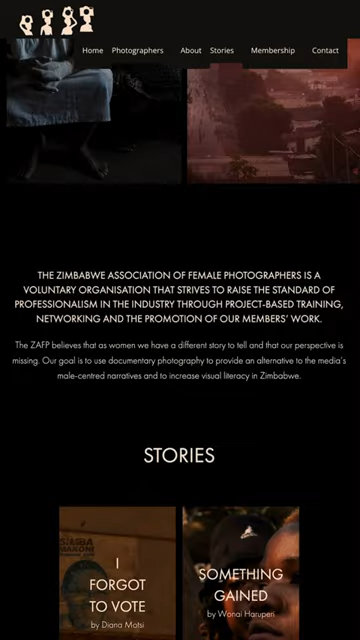 Home Photographers About Stories Membership Contact
THE ZIMBABWE ASSOCIATION OF FEMALE PHOTOGRAPHERS IS A
VOLUNTARY ORGANISATION THAT STRIVES TO RAISE THE STANDARD OF
PROFESSIONALISM IN THE INDUSTRY THROUGH PROJECT-BASED TRAINING,
NETWORKING AND THE PROMOTION OF OUR MEMBERS' WORK.
The ZAFP believes that as women we have a different story to tell and that our perspective is
missing. Our goal is to use documentary photography to provide an alternative to the media's
male-centred narratives and to increase visual literacy in Zimbabwe.
STORIES
I
FORGOT
TO VOTE
by Diana Motsi
SOMETHING
GAINED
by Wonai Haruperi